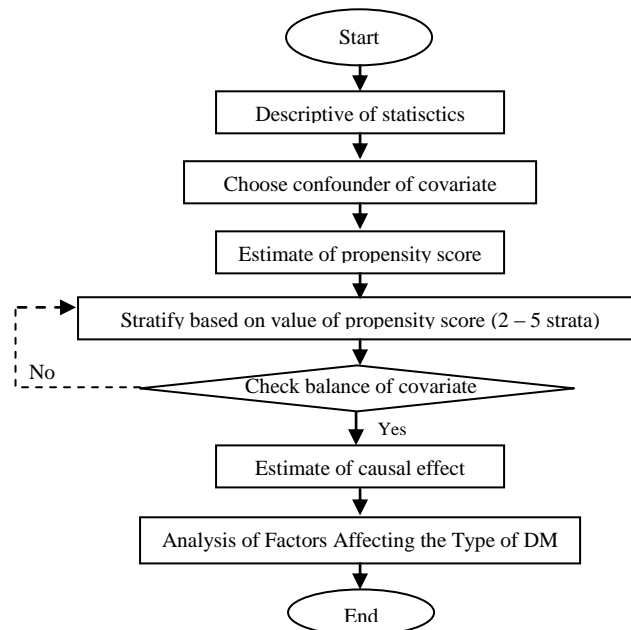 Start
Descriptive of statisctics
Choose confounder of covariate
Estimate of propensity score
Stratify based on value of propensity score (2 – 5 strata)
No
Check balance of covariate
Yes
Estimate of causal effect
Analysis of Factors Affecting the Type of DM
End